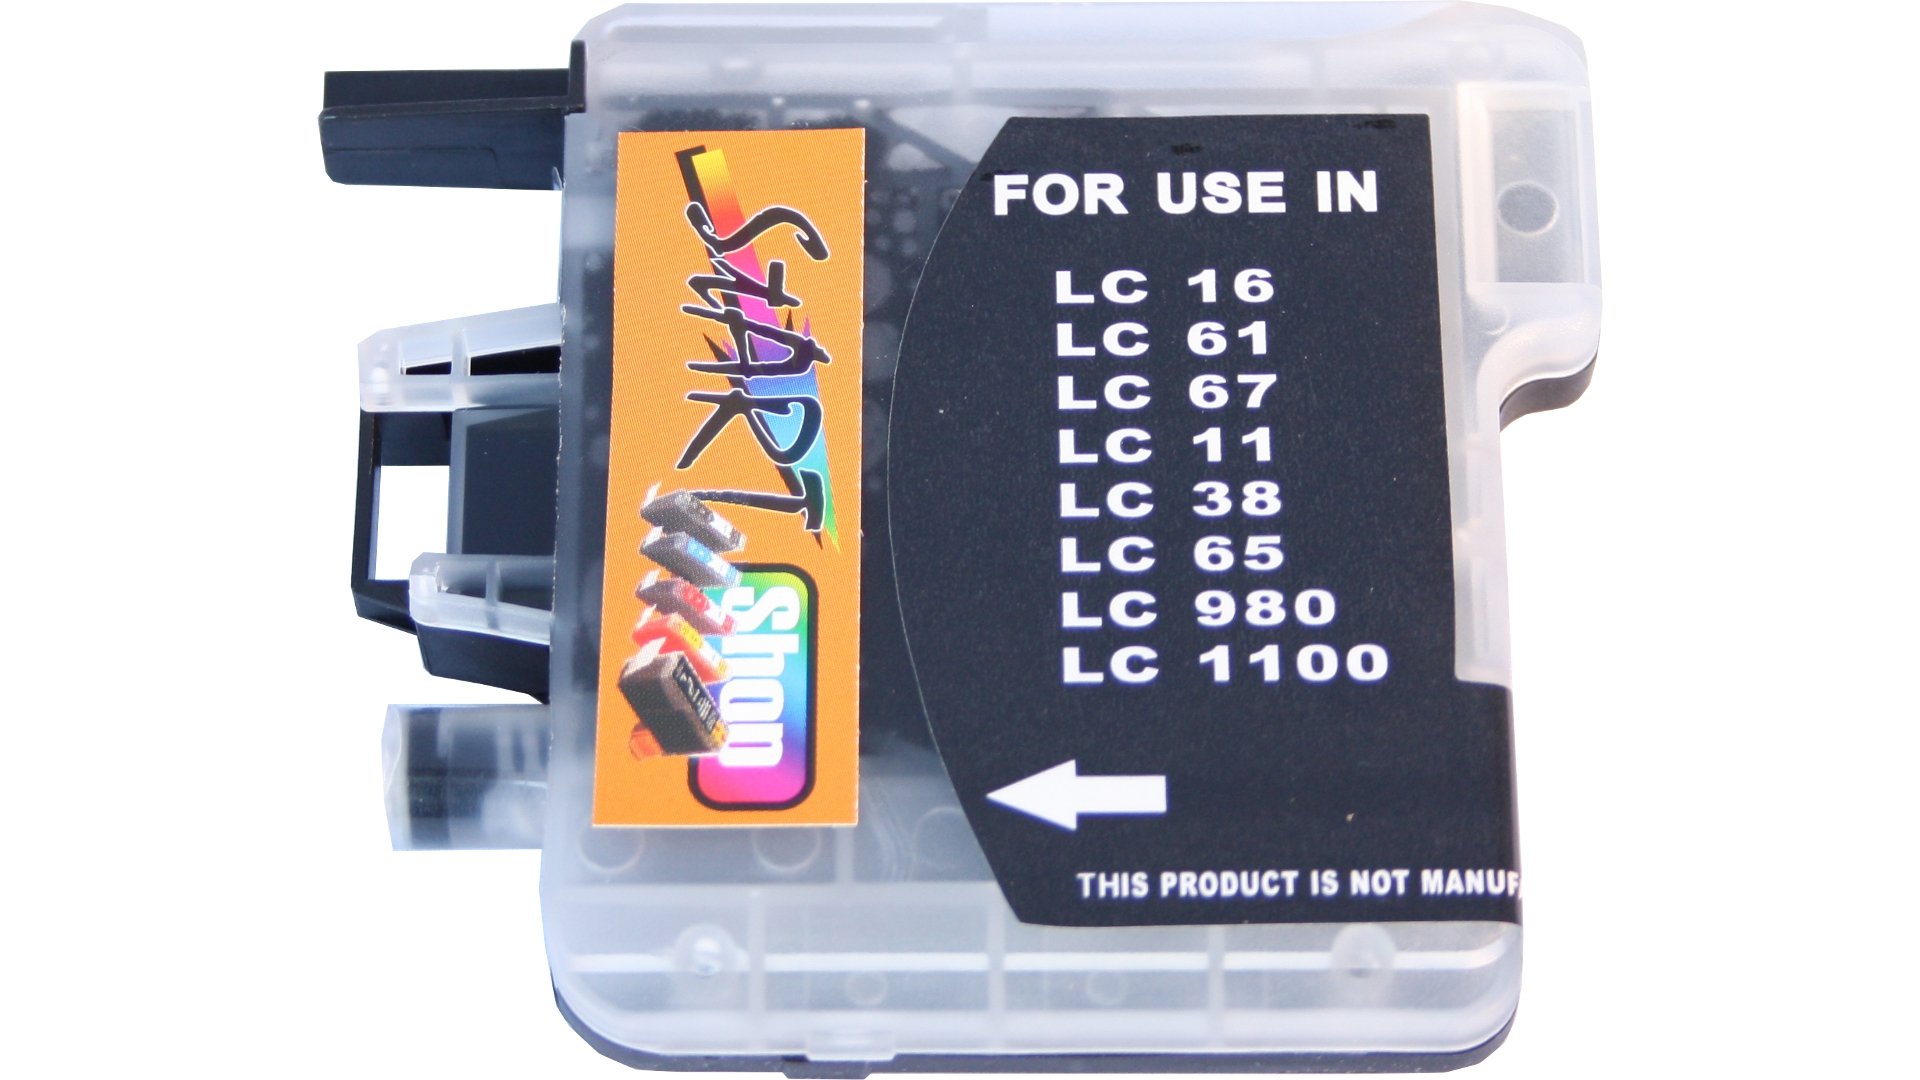 START
Shop
FOR USE IN
LC 16
LC 61
LC 67
LC 11
LC 38
LC 65
LC 980
LC 1100
THIS PRODUCT IS NOT